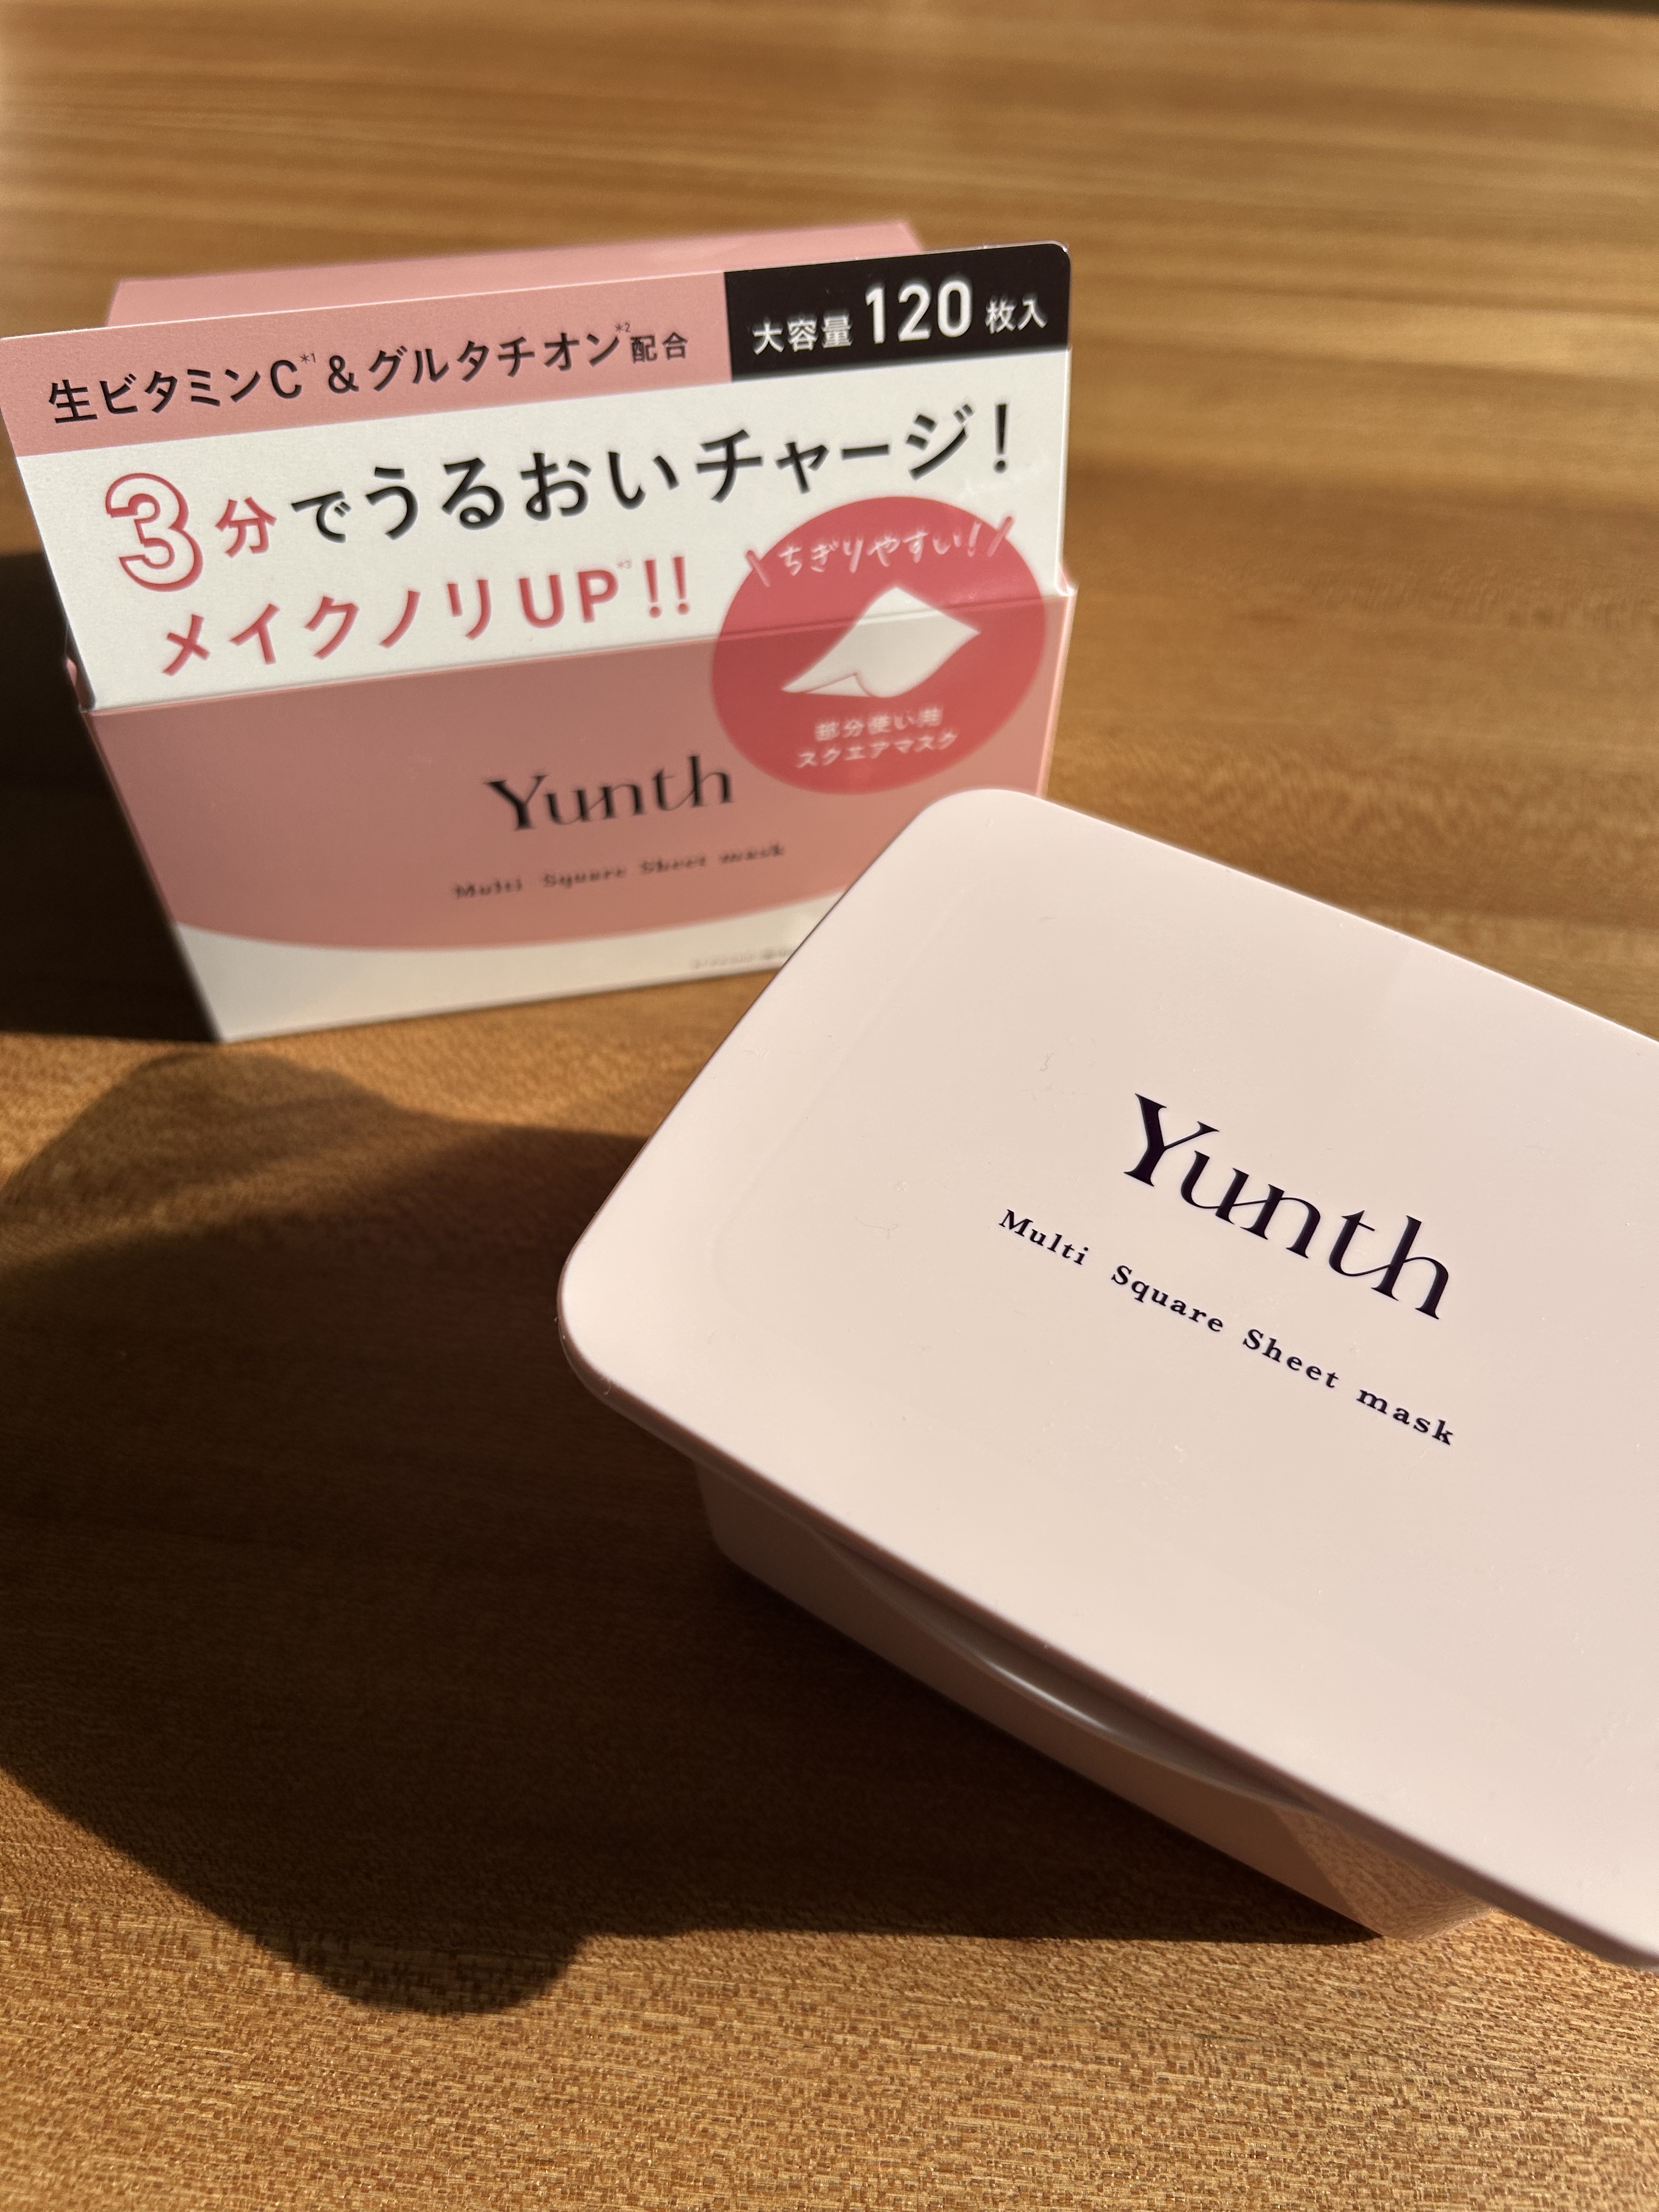 生ビタミンC*1&グルタチオン*2配合
大容量120枚入
3分でうるおいチャージ!
メイクノリUP*3!!
\ちぎりやすい!/
部分使い用
スクエアマスク
Yunth
Multi Square Sheet mask
Yunth
Multi Square Sheet mask